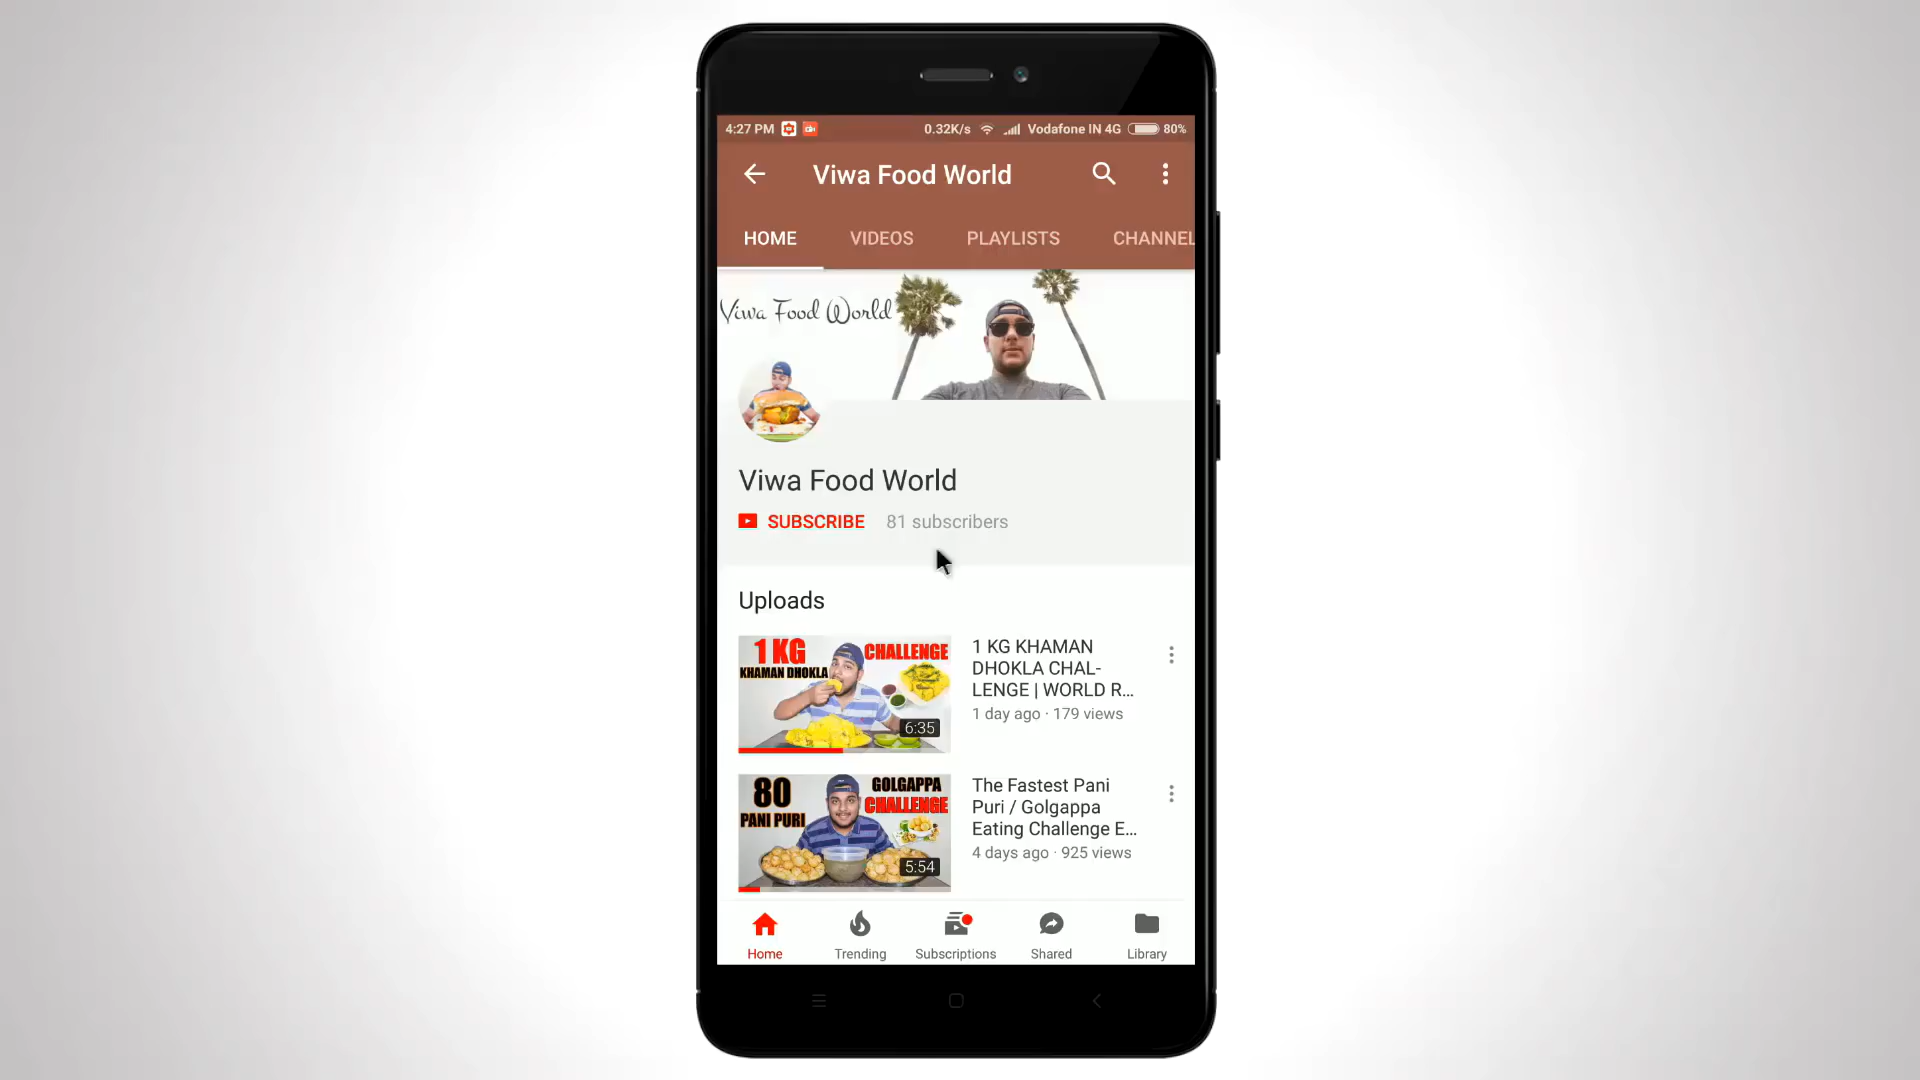 4:27 PM 0.32K/s Vodafone IN 4G 80%
Viwa Food World
HOME VIDEOS PLAYLISTS CHANNEL
Viwa Food World
Viwa Food World
SUBSCRIBE 81 subscribers
Uploads
1 KG
KHAMAN DHOKLA
CHALLENGE
6:35
1 KG KHAMAN
DHOKLA CHAL-
LENGE | WORLD R...
1 day ago · 179 views
80
PANI PURI
GOLGAPPA
CHALLENGE
5:54
The Fastest Pani
Puri / Golgappa
Eating Challenge E...
4 days ago · 925 views
Home Trending Subscriptions Shared Library